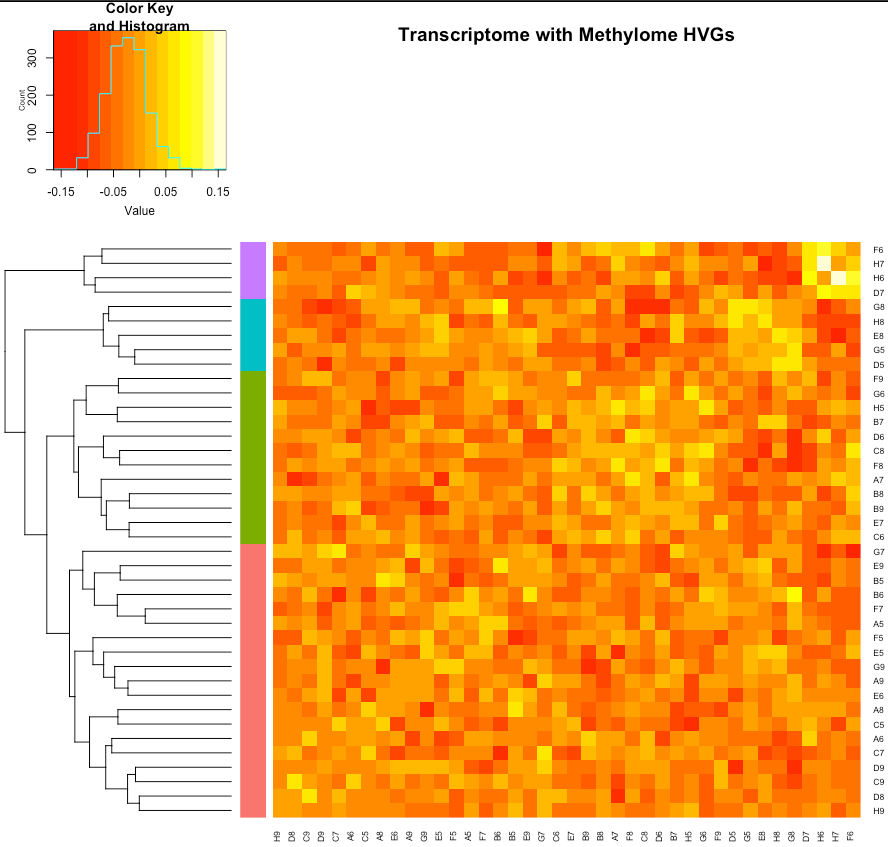 Color Key
and Histogram
Transcriptome with Methylome HVGs
Count
0 100 200 300
-0.15 -0.05 0.05 0.15
Value
F6
H7
H6
D7
G8
H8
E8
G5
D5
F9
G6
H5
B7
D6
C8
F8
A7
B8
B9
E7
C6
G7
E9
B5
B6
F7
A5
F5
E5
G9
A9
E6
A8
C5
A6
C7
D9
C9
D8
H9
H9 D8 C9 D9 C7 A6 C5 A8 E6 A9 G9 E5 F5 A5 F7 B6 B5 E9 G7 C6 E7 B9 B8 A7 F8 C8 D6 B7 H5 G6 F9 D5 G5 E8 H8 G8 D7 H6 H7 F6